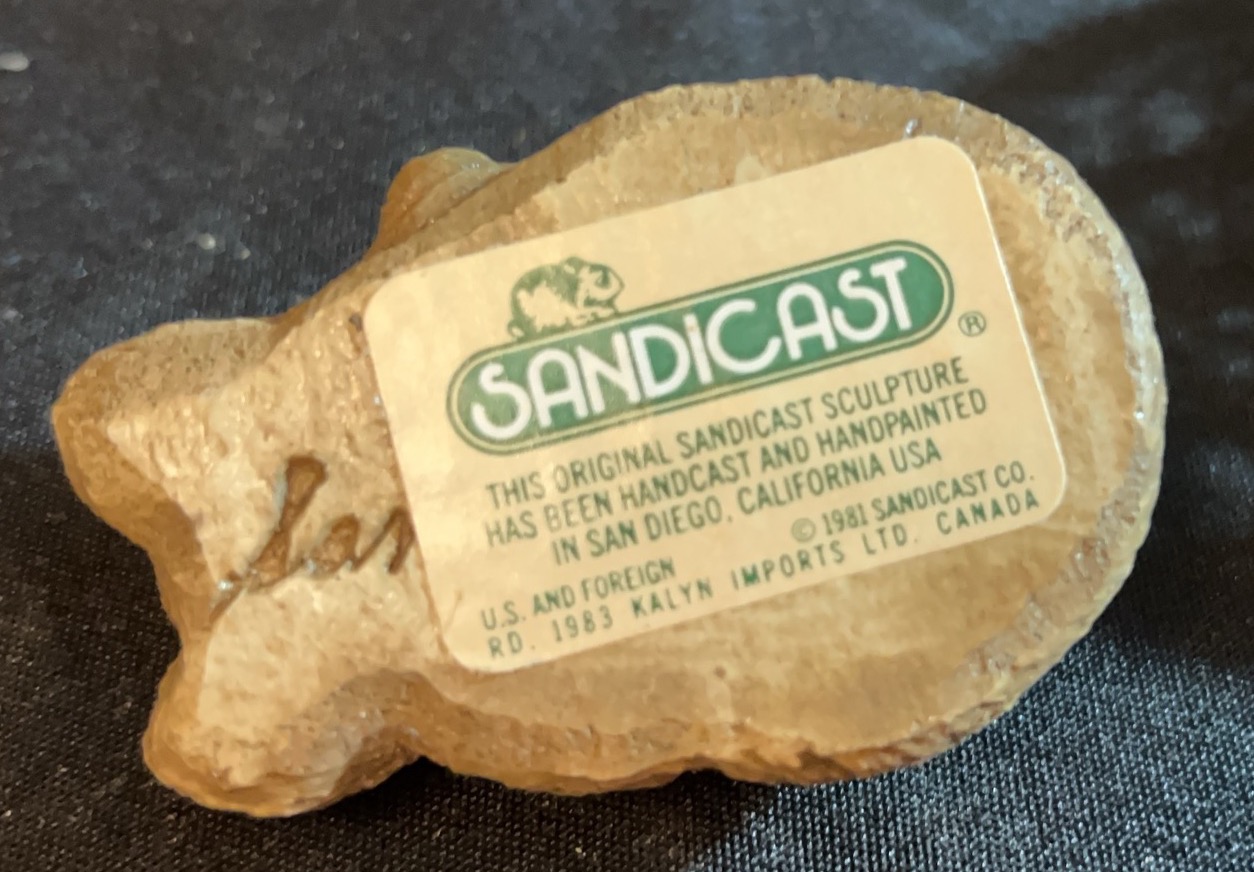 SANDICAST ®
THIS ORIGINAL SANDICAST SCULPTURE
HAS BEEN HANDCAST AND HANDPAINTED
IN SAN DIEGO, CALIFORNIA USA
© 1981 SANDICAST CO.
U.S. AND FOREIGN
RD. 1983 KALYN IMPORTS LTD. CANADA